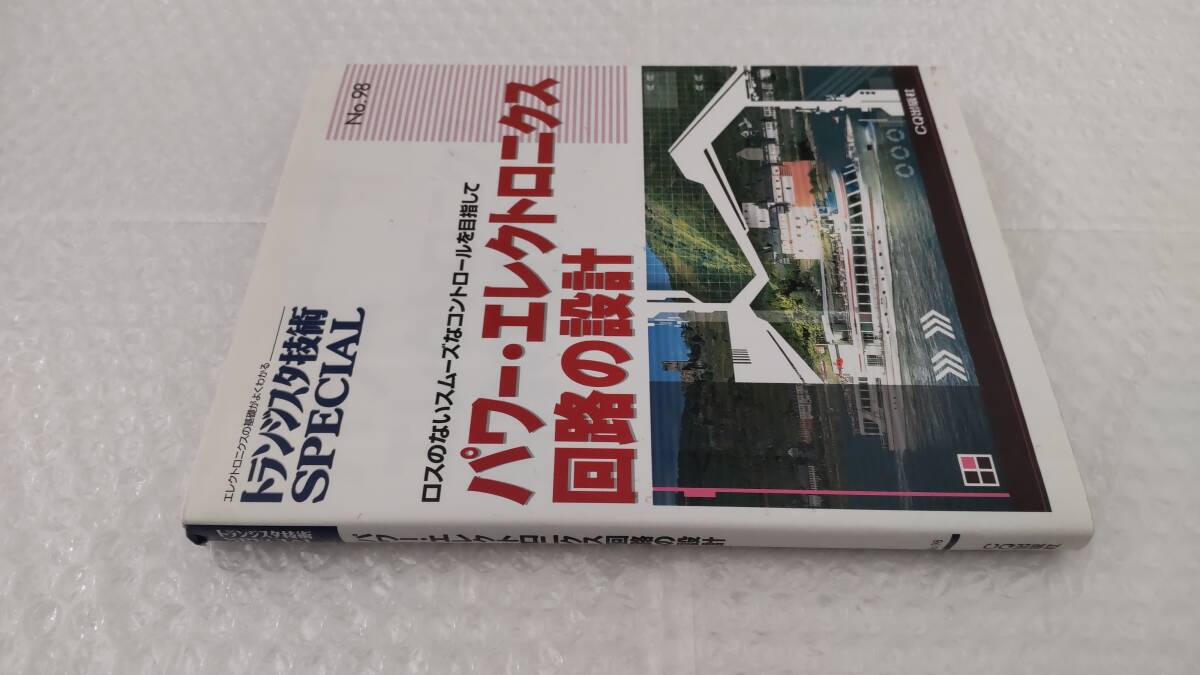 エレクトロニクスの基礎がよくわかる
トランジスタ技術
SPECIAL
No.98
ロスのないスムーズなコントロールを目指して
パワー・エレクトロニクス
回路の設計
CQ出版社
トランジスタ技術
パワー・エレクトロニクス回路の設計
CQ出版社